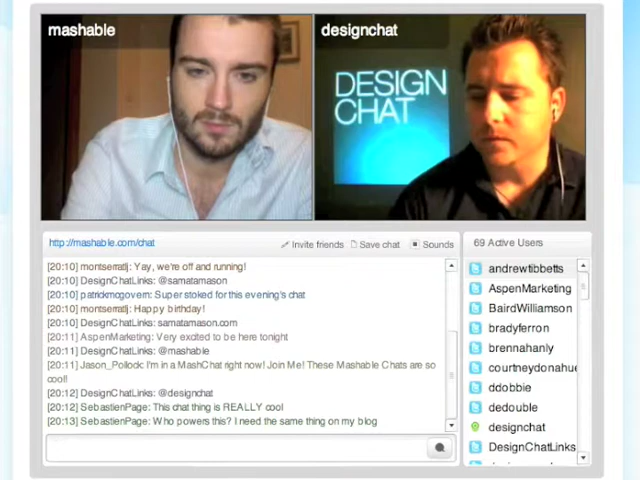 mashable
designchat
DESIGN
CHAT
http://mashable.com/chat
Invite friends
Save chat
Sounds
69 Active Users
[20:10] montserratlj: Yay, we're off and running!
[20:10] DesignChatLinks: @samatamason
[20:10] patrickmcgovern: Super stoked for this evening's chat
[20:10] montserratlj: Happy birthday!
[20:10] DesignChatLinks: samatamason.com
[20:11] AspenMarketing: Very excited to be here tonight
[20:11] DesignChatLinks: @mashable
[20:11] Jason_Pollock: I'm in a MashChat right now! Join Me! These Mashable Chats are so
cool!
[20:12] DesignChatLinks: @designchat
[20:12] SebastienPage: This chat thing is REALLY cool
[20:13] SebastienPage: Who powers this? I need the same thing on my blog
andrewtibbetts
AspenMarketing
BairdWilliamson
bradyferron
brennahanly
courtneydonahue
ddobbie
dedouble
designchat
DesignChatLinks